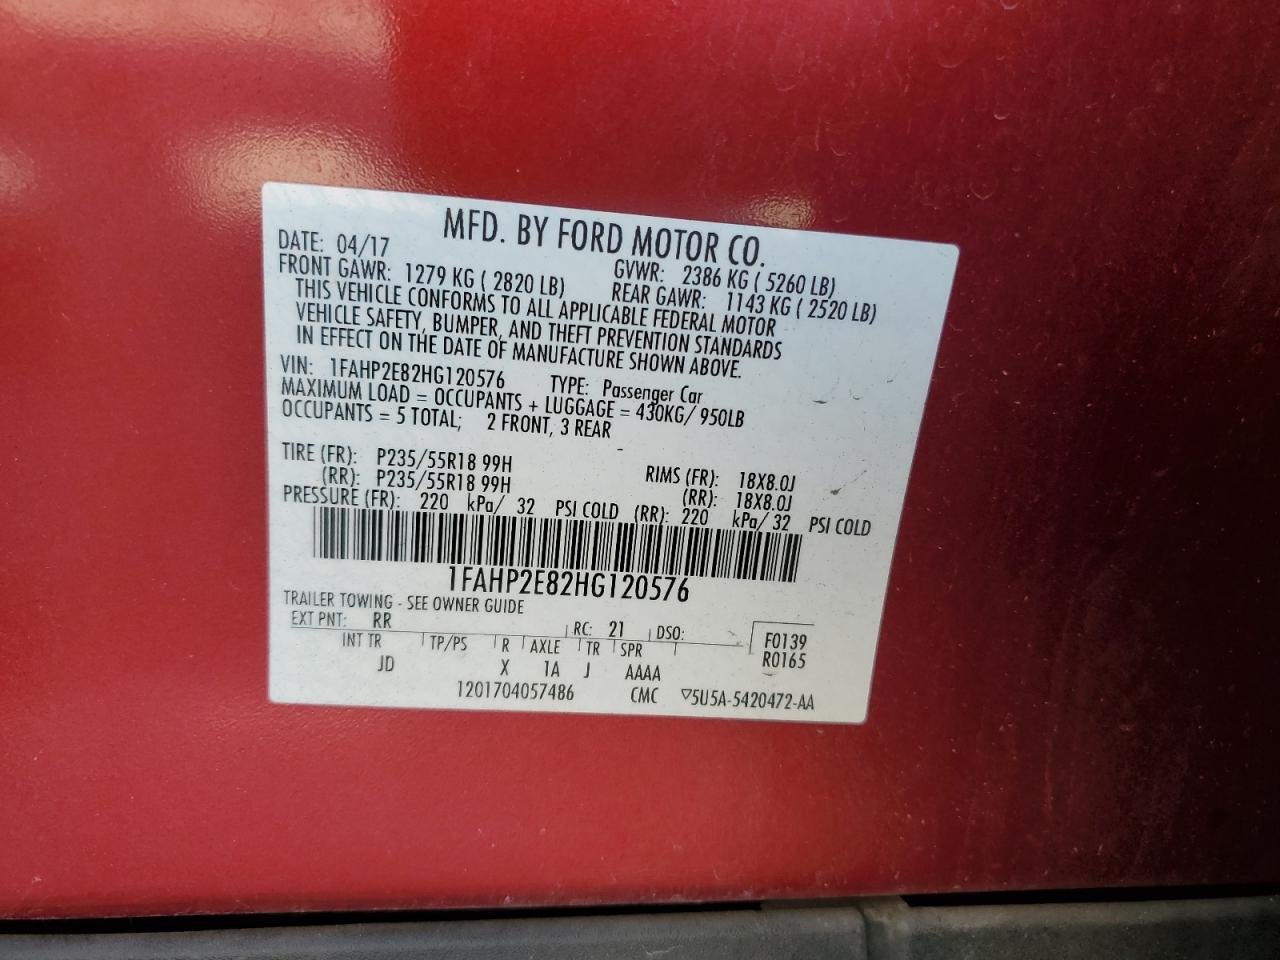 MFD. BY FORD MOTOR CO.
DATE: 04/17 GVWR: 2386 KG ( 5260 LB)
FRONT GAWR: 1279 KG ( 2820 LB) REAR GAWR: 1143 KG ( 2520 LB)
THIS VEHICLE CONFORMS TO ALL APPLICABLE FEDERAL MOTOR
VEHICLE SAFETY, BUMPER, AND THEFT PREVENTION STANDARDS
IN EFFECT ON THE DATE OF MANUFACTURE SHOWN ABOVE.
VIN: 1FAHP2E82HG120576 TYPE: Passenger Car
MAXIMUM LOAD = OCCUPANTS + LUGGAGE = 430KG/ 950LB
OCCUPANTS = 5 TOTAL; 2 FRONT, 3 REAR
TIRE (FR): P235/55R18 99H RIMS (FR): 18X8.0J
(RR): P235/55R18 99H (RR): 18X8.0J
PRESSURE (FR): 220 kPa/ 32 PSI COLD (RR): 220 kPa/ 32 PSI COLD
1FAHP2E82HG120576
TRAILER TOWING - SEE OWNER GUIDE
EXT PNT: RR RC: 21 DSO: F0139
INT TR TP/PS R AXLE TR SPR R0165
JD X 1A J AAAA
1201704057486 CMC ▽5U5A-5420472-AA